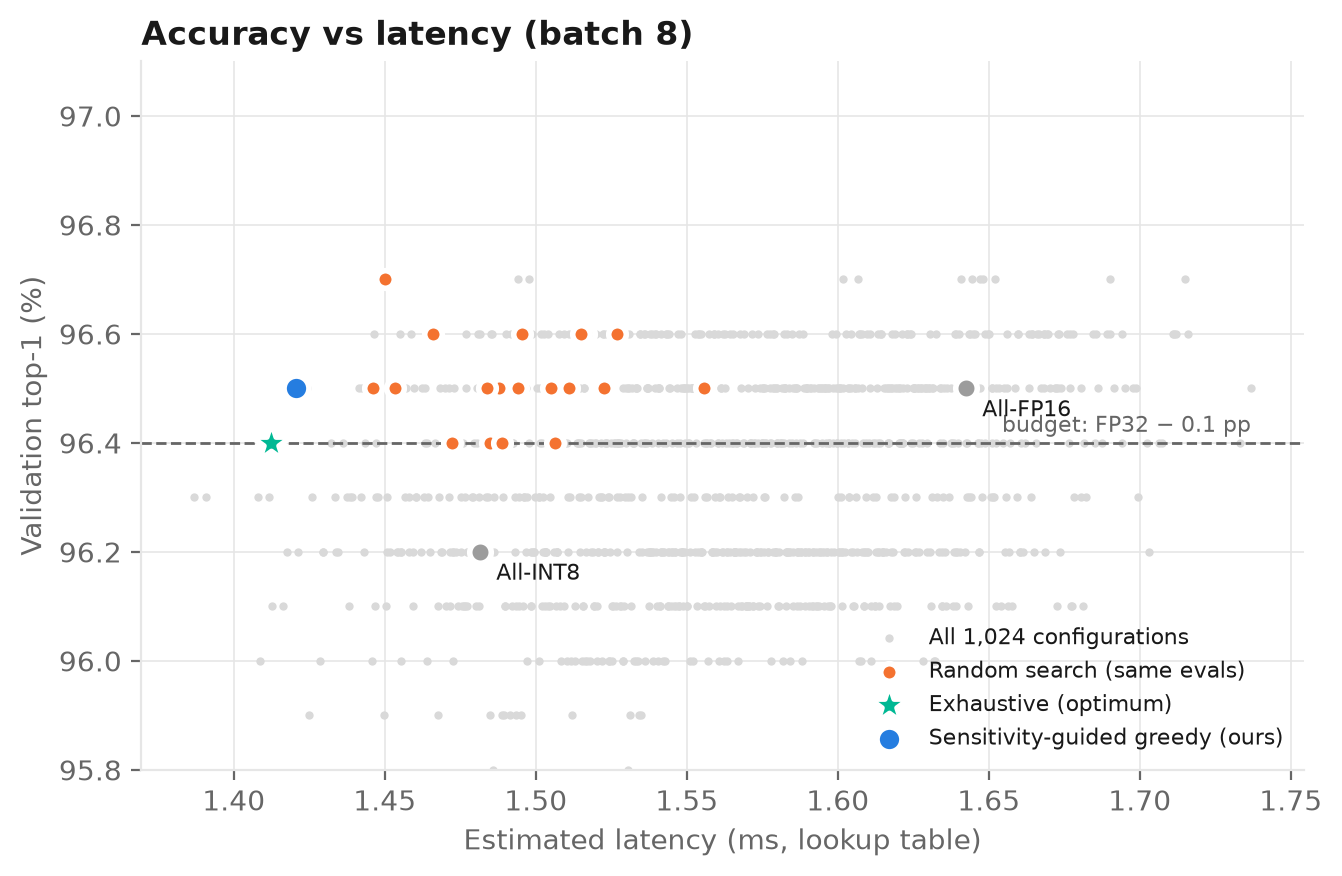 Accuracy vs latency (batch 8)
Validation top-1 (%)
97.0
96.8
96.6
96.4
96.2
96.0
95.8
All-FP16
budget: FP32 − 0.1 pp
All-INT8
All 1,024 configurations
Random search (same evals)
Exhaustive (optimum)
Sensitivity-guided greedy (ours)
1.40 1.45 1.50 1.55 1.60 1.65 1.70 1.75
Estimated latency (ms, lookup table)